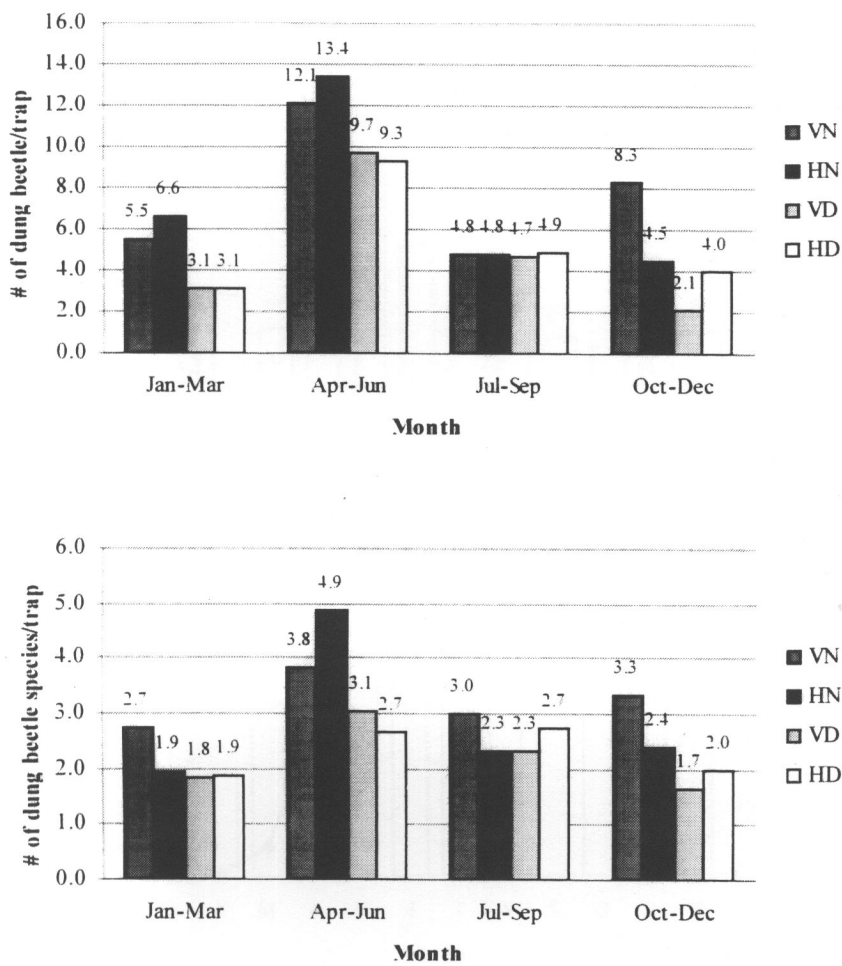 # of dung beetle/trap
16.0
14.0
12.0
10.0
8.0
6.0
4.0
2.0
0.0
5.5 6.6 3.1 3.1
12.1 13.4 9.7 9.3
4.8 4.8 4.7 4.9
8.3 4.5 2.1 4.0
Jan-Mar Apr-Jun Jul-Sep Oct-Dec
Month
VN
HN
VD
HD
# of dung beetle species/trap
6.0
5.0
4.0
3.0
2.0
1.0
0.0
2.7 1.9 1.8 1.9
3.8 4.9 3.1 2.7
3.0 2.3 2.3 2.7
3.3 2.4 1.7 2.0
Jan-Mar Apr-Jun Jul-Sep Oct-Dec
Month
VN
HN
VD
HD